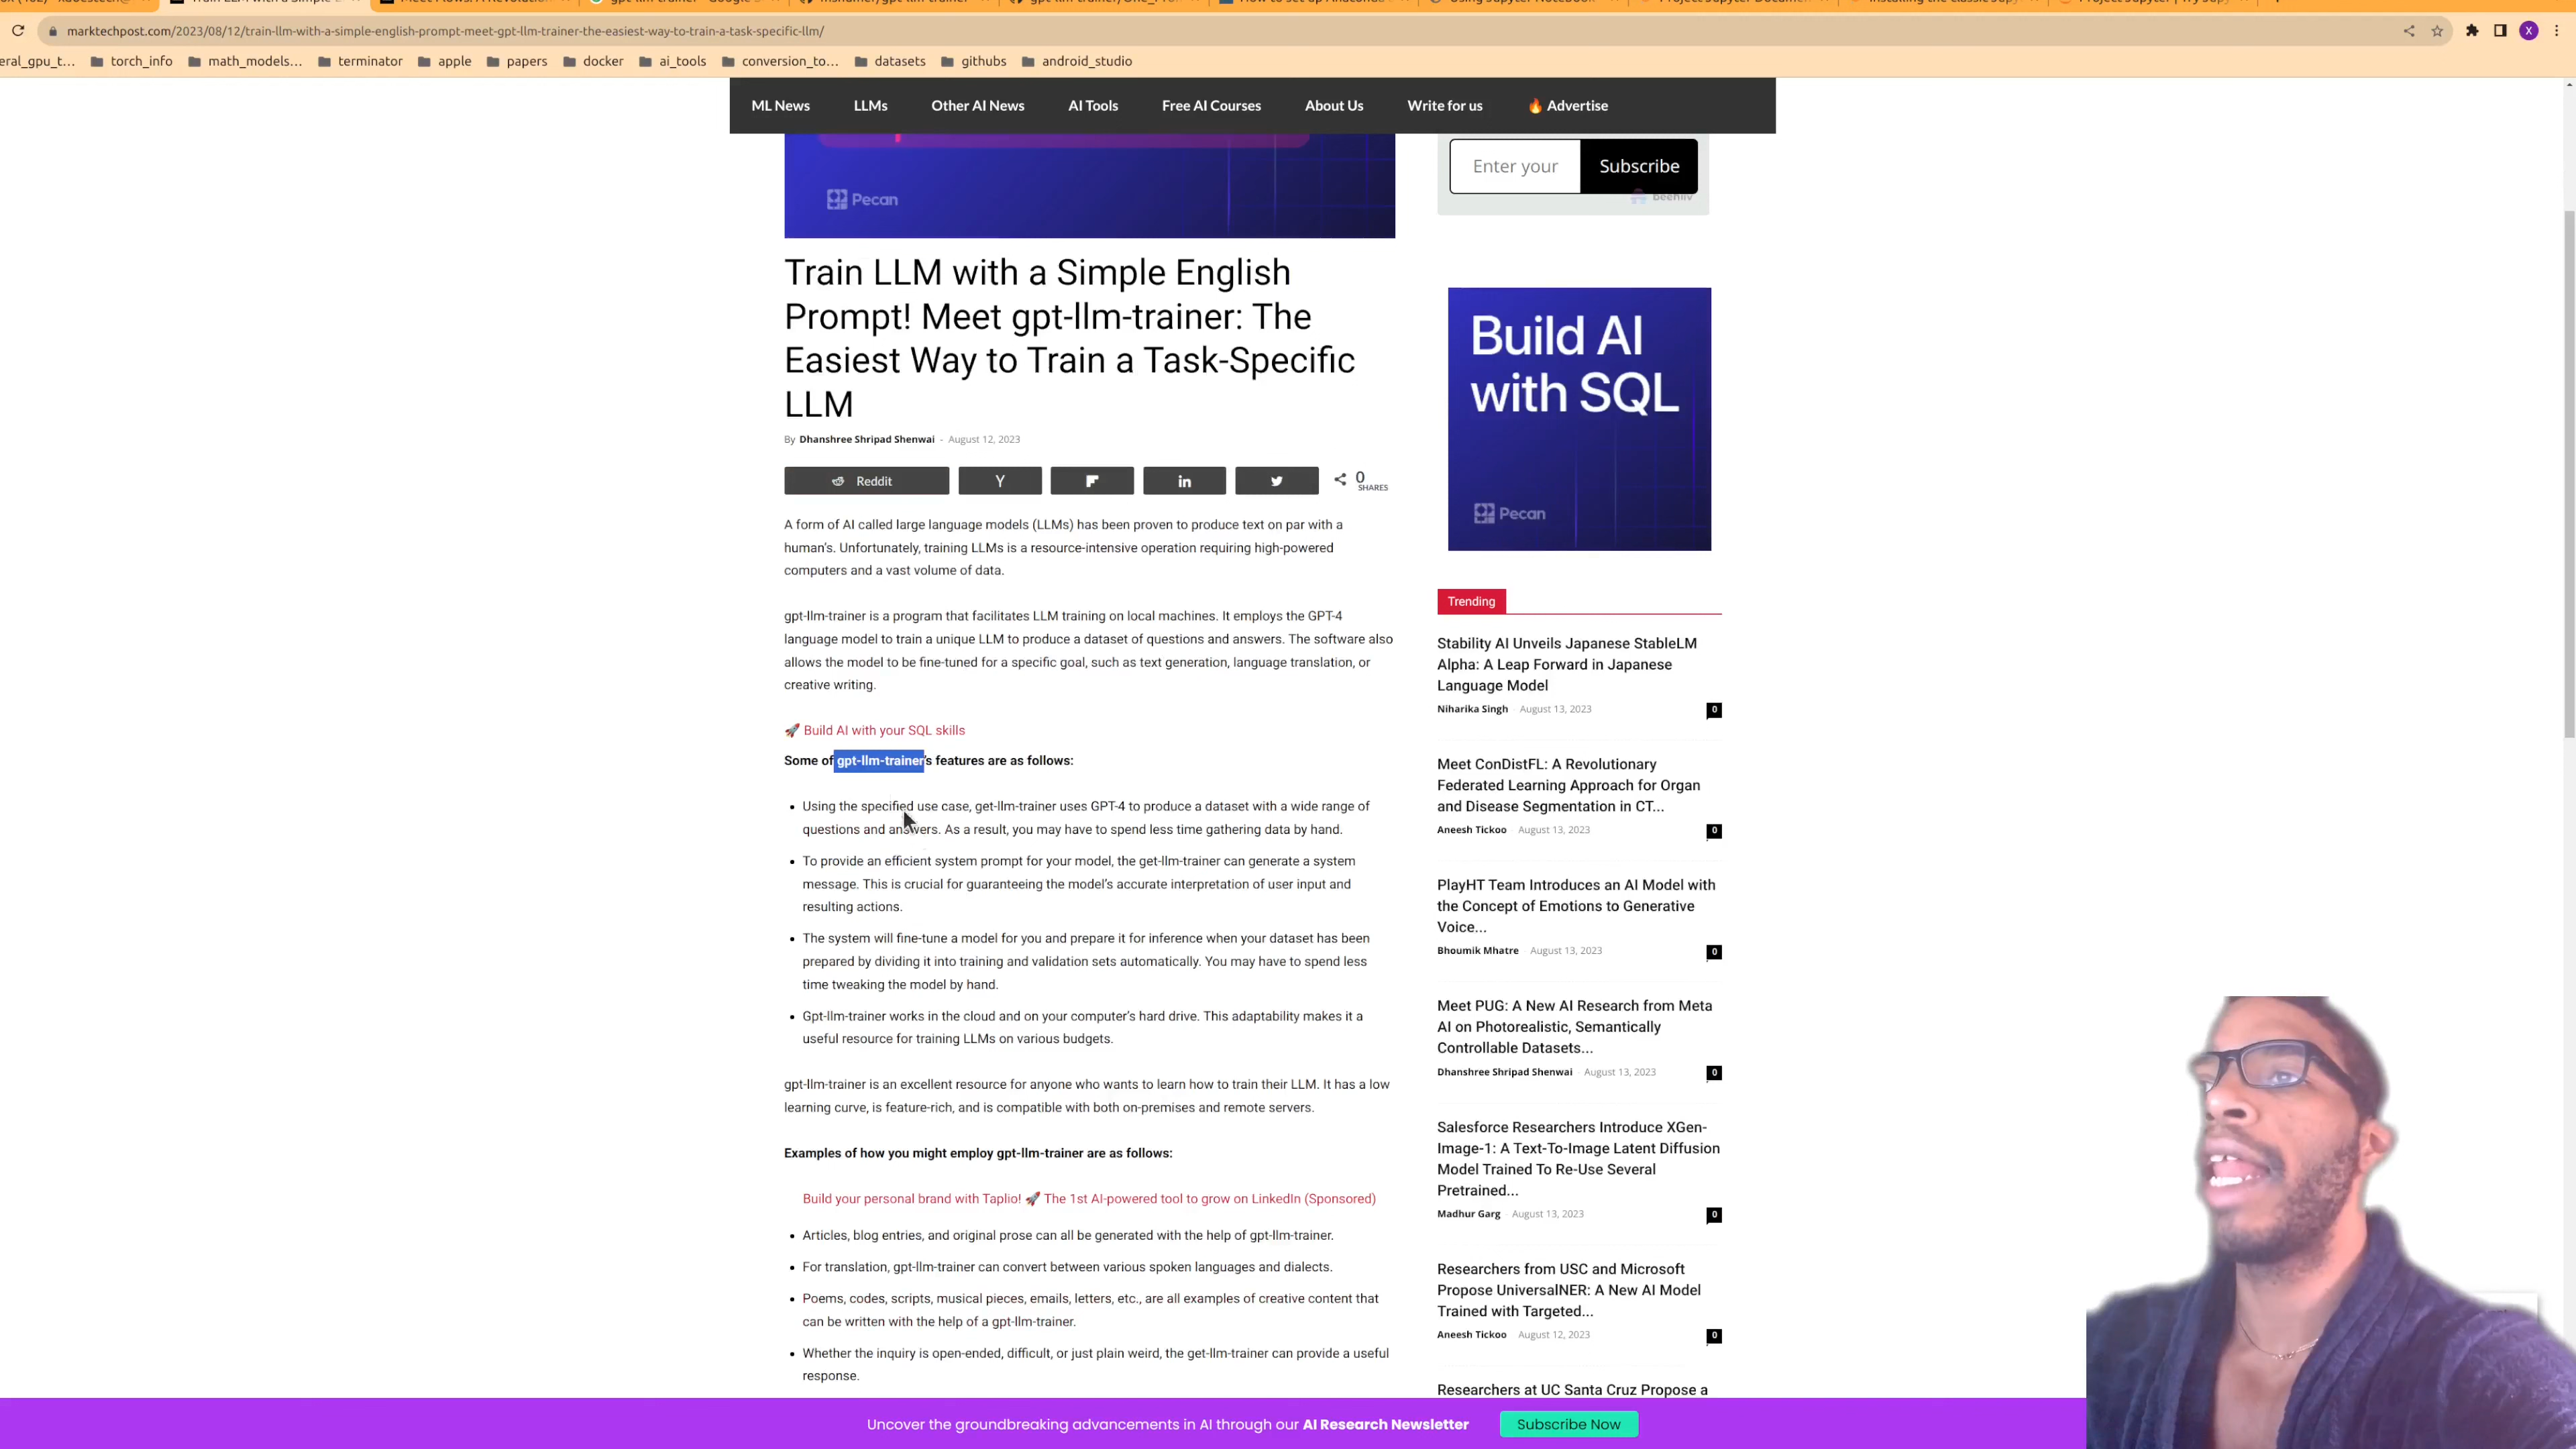 marktechpost.com/2023/08/12/train-llm-with-a-simple-english-prompt-meet-gpt-llm-trainer-the-easiest-way-to-train-a-task-specific-llm/
X
eral_gpu_t... torch_info math_models... terminator apple papers docker ai_tools conversion_to... datasets githubs android_studio
ML News LLMs Other AI News AI Tools Free AI Courses About Us Write for us 🔥 Advertise
Pecan
Train LLM with a Simple English
Prompt! Meet gpt-llm-trainer: The
Easiest Way to Train a Task-Specific
LLM
By Dhanshree Shripad Shenwai - August 12, 2023
Reddit
0
SHARES
A form of AI called large language models (LLMs) has been proven to produce text on par with a
human's. Unfortunately, training LLMs is a resource-intensive operation requiring high-powered
computers and a vast volume of data.
gpt-llm-trainer is a program that facilitates LLM training on local machines. It employs the GPT-4
language model to train a unique LLM to produce a dataset of questions and answers. The software also
allows the model to be fine-tuned for a specific goal, such as text generation, language translation, or
creative writing.
🚀 Build AI with your SQL skills
Some of gpt-llm-trainer's features are as follows:
• Using the specified use case, get-llm-trainer uses GPT-4 to produce a dataset with a wide range of
questions and answers. As a result, you may have to spend less time gathering data by hand.
• To provide an efficient system prompt for your model, the get-llm-trainer can generate a system
message. This is crucial for guaranteeing the model's accurate interpretation of user input and
resulting actions.
• The system will fine-tune a model for you and prepare it for inference when your dataset has been
prepared by dividing it into training and validation sets automatically. You may have to spend less
time tweaking the model by hand.
• Gpt-llm-trainer works in the cloud and on your computer's hard drive. This adaptability makes it a
useful resource for training LLMs on various budgets.
gpt-llm-trainer is an excellent resource for anyone who wants to learn how to train their LLM. It has a low
learning curve, is feature-rich, and is compatible with both on-premises and remote servers.
Examples of how you might employ gpt-llm-trainer are as follows:
Build your personal brand with Taplio! 🚀 The 1st AI-powered tool to grow on LinkedIn (Sponsored)
• Articles, blog entries, and original prose can all be generated with the help of gpt-llm-trainer.
• For translation, gpt-llm-trainer can convert between various spoken languages and dialects.
• Poems, codes, scripts, musical pieces, emails, letters, etc., are all examples of creative content that
can be written with the help of a gpt-llm-trainer.
• Whether the inquiry is open-ended, difficult, or just plain weird, the get-llm-trainer can provide a useful
response.
Enter your Subscribe
beehiiv
Build AI
with SQL
Pecan
Trending
Stability AI Unveils Japanese StableLM
Alpha: A Leap Forward in Japanese
Language Model
Niharika Singh - August 13, 2023 0
Meet ConDistFL: A Revolutionary
Federated Learning Approach for Organ
and Disease Segmentation in CT...
Aneesh Tickoo - August 13, 2023 0
PlayHT Team Introduces an AI Model with
the Concept of Emotions to Generative
Voice...
Bhoumik Mhatre - August 13, 2023 0
Meet PUG: A New AI Research from Meta
AI on Photorealistic, Semantically
Controllable Datasets...
Dhanshree Shripad Shenwai - August 13, 2023 0
Salesforce Researchers Introduce XGen-
Image-1: A Text-To-Image Latent Diffusion
Model Trained To Re-Use Several
Pretrained...
Madhur Garg - August 13, 2023 0
Researchers from USC and Microsoft
Propose UniversalNER: A New AI Model
Trained with Targeted...
Aneesh Tickoo - August 12, 2023 0
Researchers at UC Santa Cruz Propose a
Uncover the groundbreaking advancements in AI through our AI Research Newsletter Subscribe Now